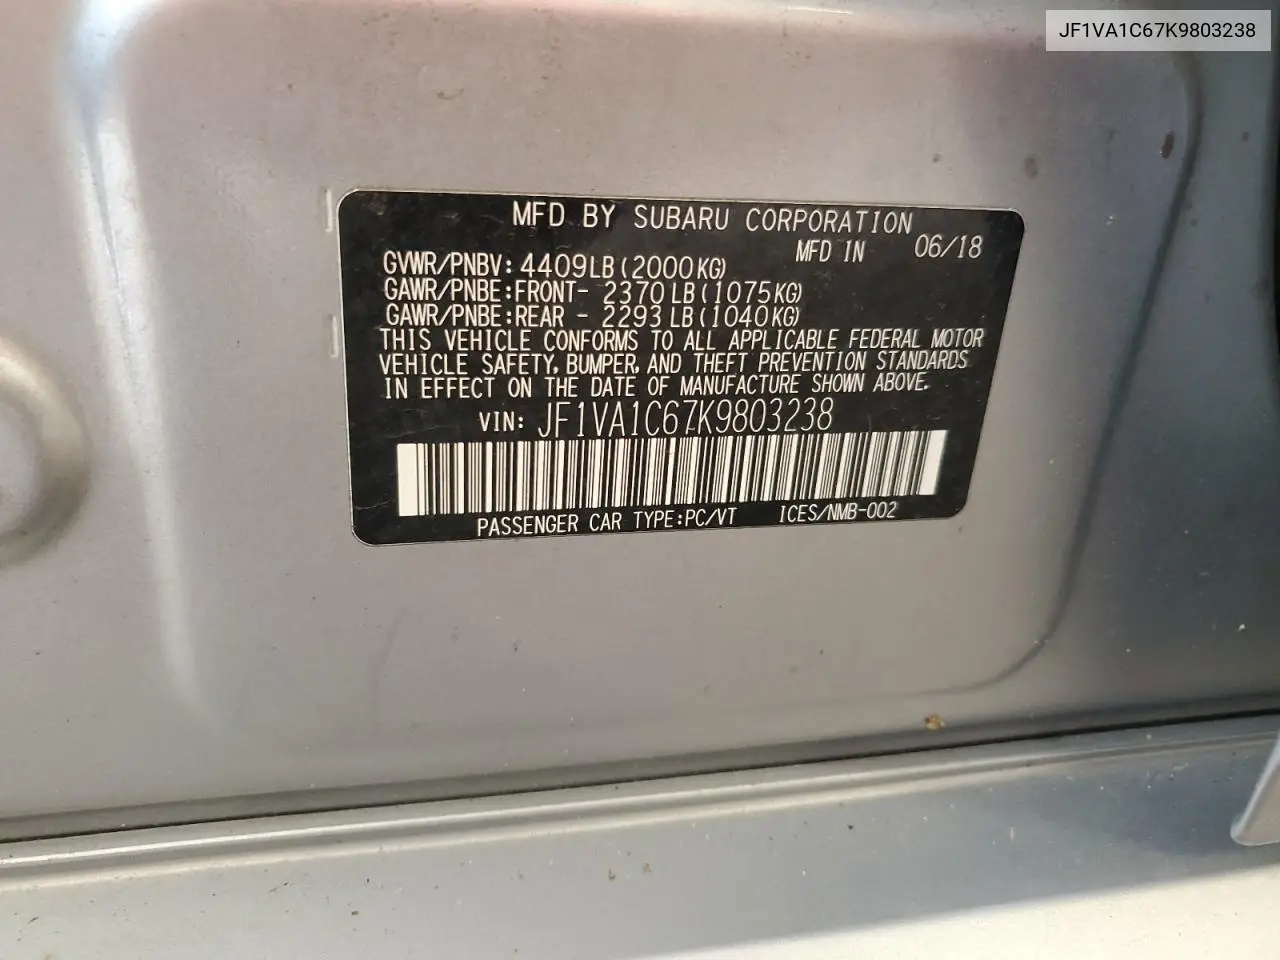 JF1VA1C67K9803238
MFD BY SUBARU CORPORATION
MFD IN 06/18
GVWR/PNBV: 4409LB(2000KG)
GAWR/PNBE:FRONT- 2370LB(1075KG)
GAWR/PNBE:REAR - 2293LB(1040KG)
THIS VEHICLE CONFORMS TO ALL APPLICABLE FEDERAL MOTOR
VEHICLE SAFETY, BUMPER, AND THEFT PREVENTION STANDARDS
IN EFFECT ON THE DATE OF MANUFACTURE SHOWN ABOVE.
VIN: JF1VA1C67K9803238
PASSENGER CAR TYPE:PC/VT ICES/NMB-002